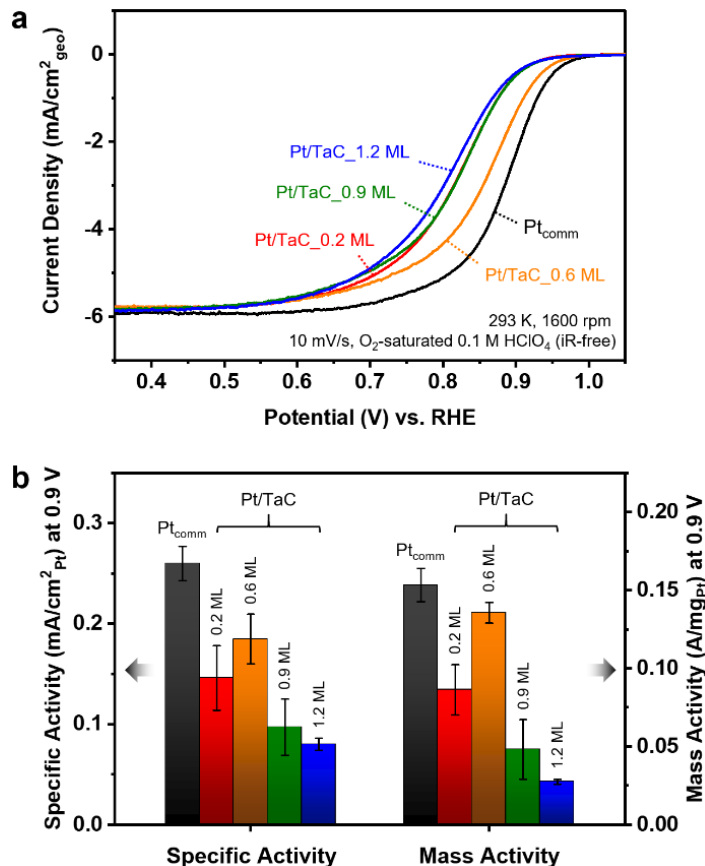 a
Current Density (mA/cm²geo)
0
-2
-4
-6
Pt/TaC_1.2 ML
Pt/TaC_0.9 ML
Pt/TaC_0.2 ML
Ptcomm
Pt/TaC_0.6 ML
293 K, 1600 rpm
10 mV/s, O₂-saturated 0.1 M HClO₄ (iR-free)
0.4 0.5 0.6 0.7 0.8 0.9 1.0
Potential (V) vs. RHE
b
Specific Activity (mA/cm²Pt) at 0.9 V
0.3
0.2
0.1
0.0
Pt/TaC
Ptcomm
0.2 ML
0.6 ML
0.9 ML
1.2 ML
Pt/TaC
Ptcomm
0.2 ML
0.6 ML
0.9 ML
1.2 ML
0.20
0.15
0.10
0.05
0.00
Mass Activity (A/mgPt) at 0.9 V
Specific Activity
Mass Activity